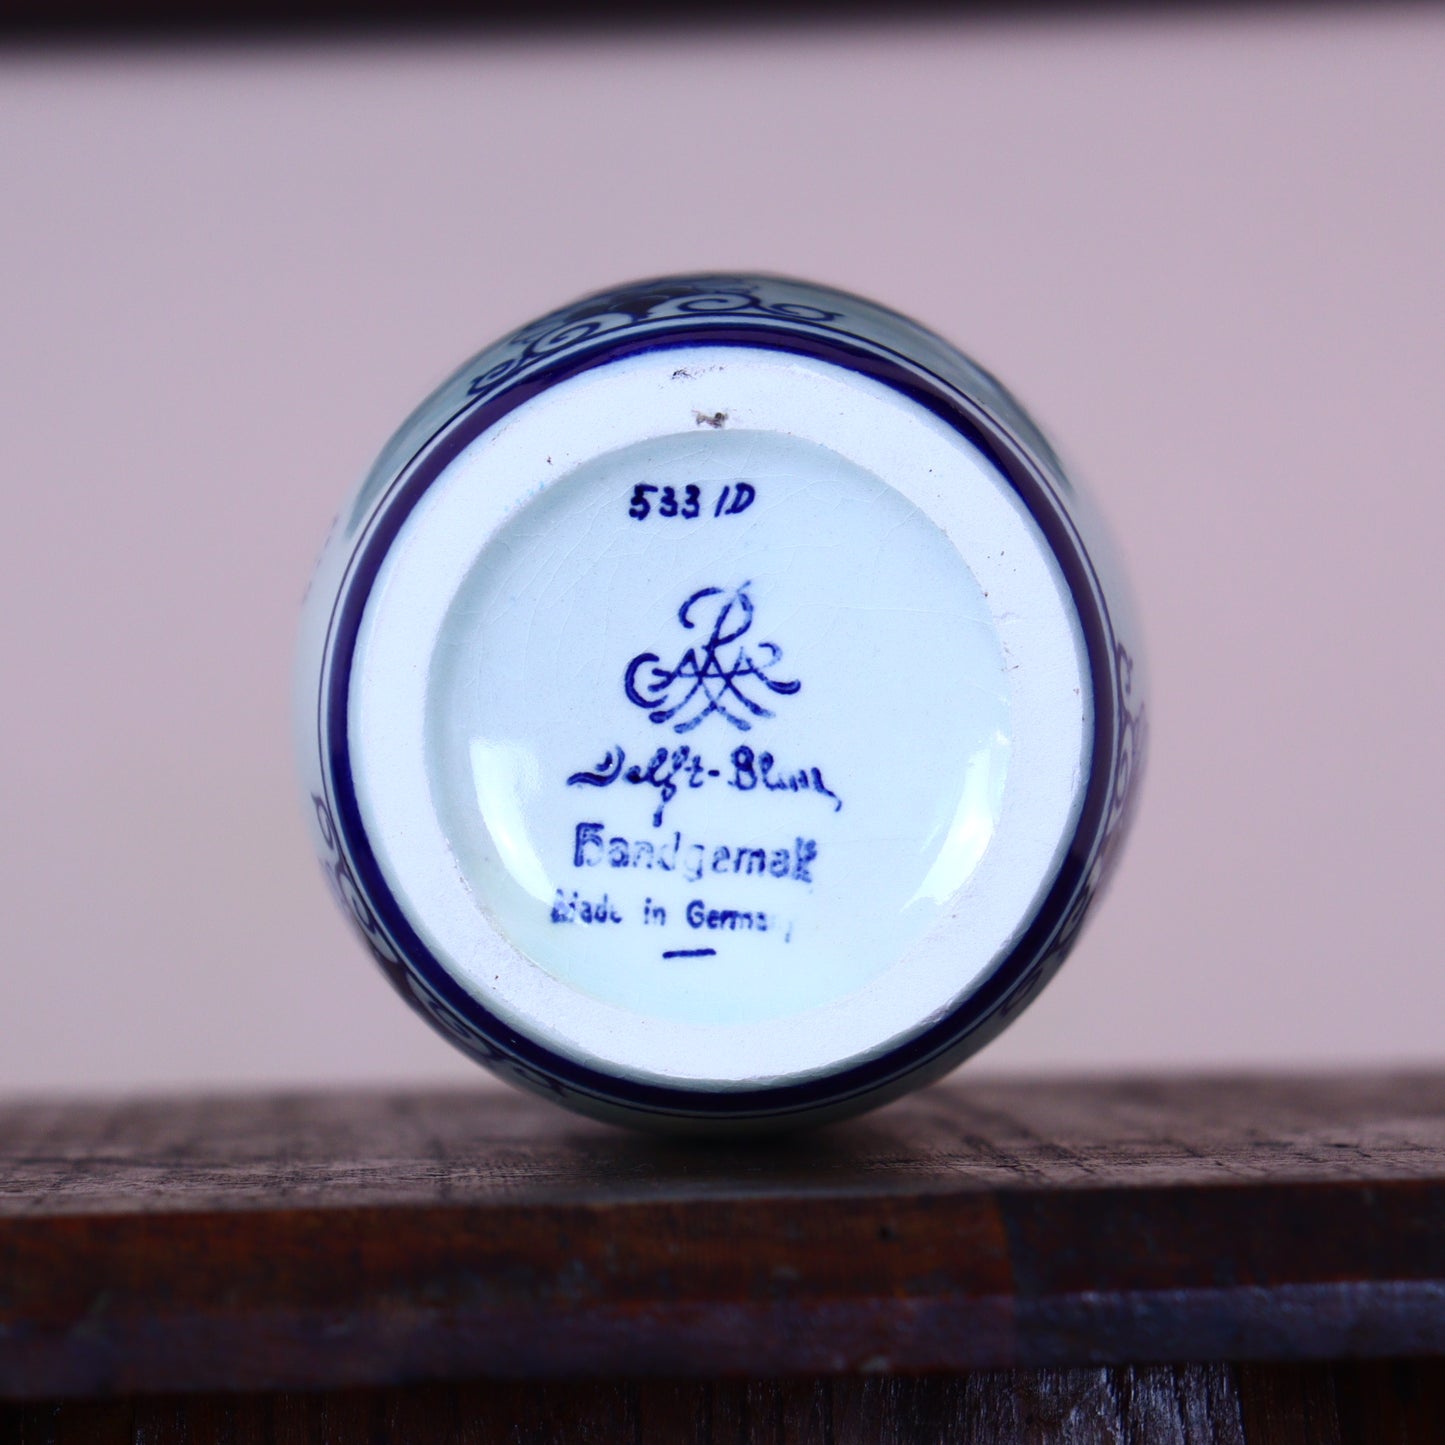 533 ID
Delft-Blau
Handgemalt
Made in Germany